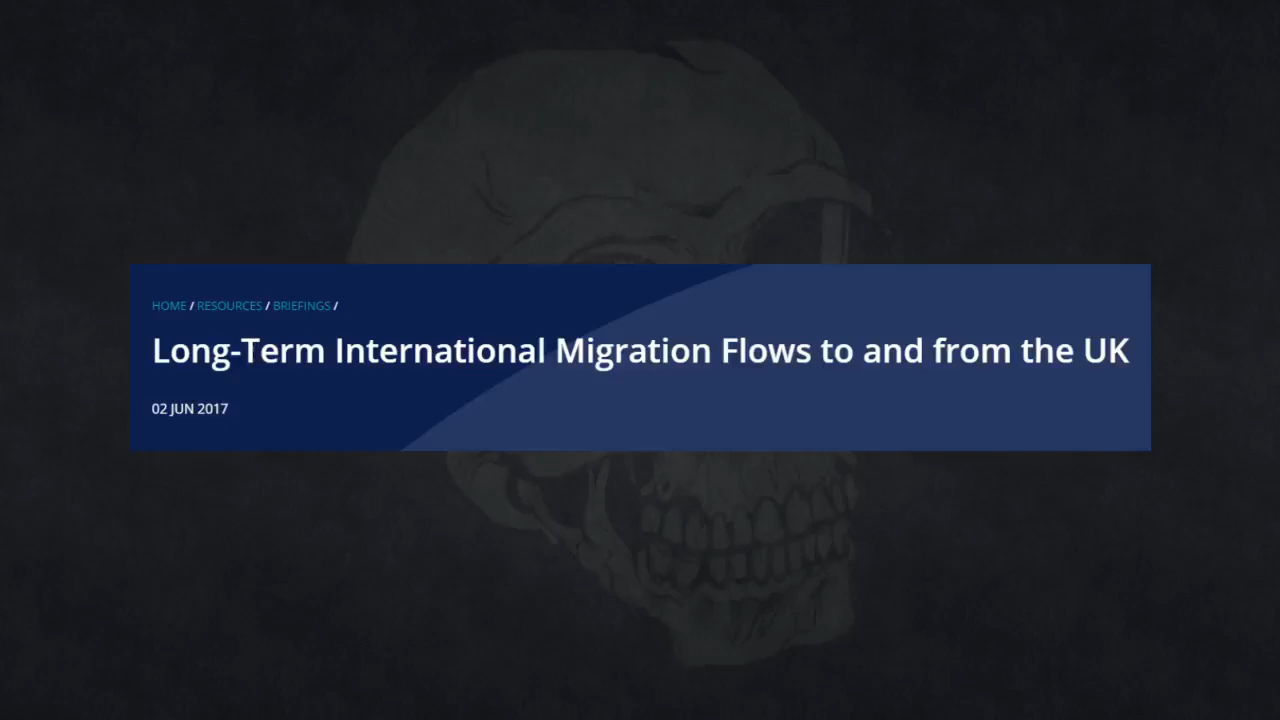 HOME / RESOURCES / BRIEFINGS /
Long-Term International Migration Flows to and from the UK
02 JUN 2017